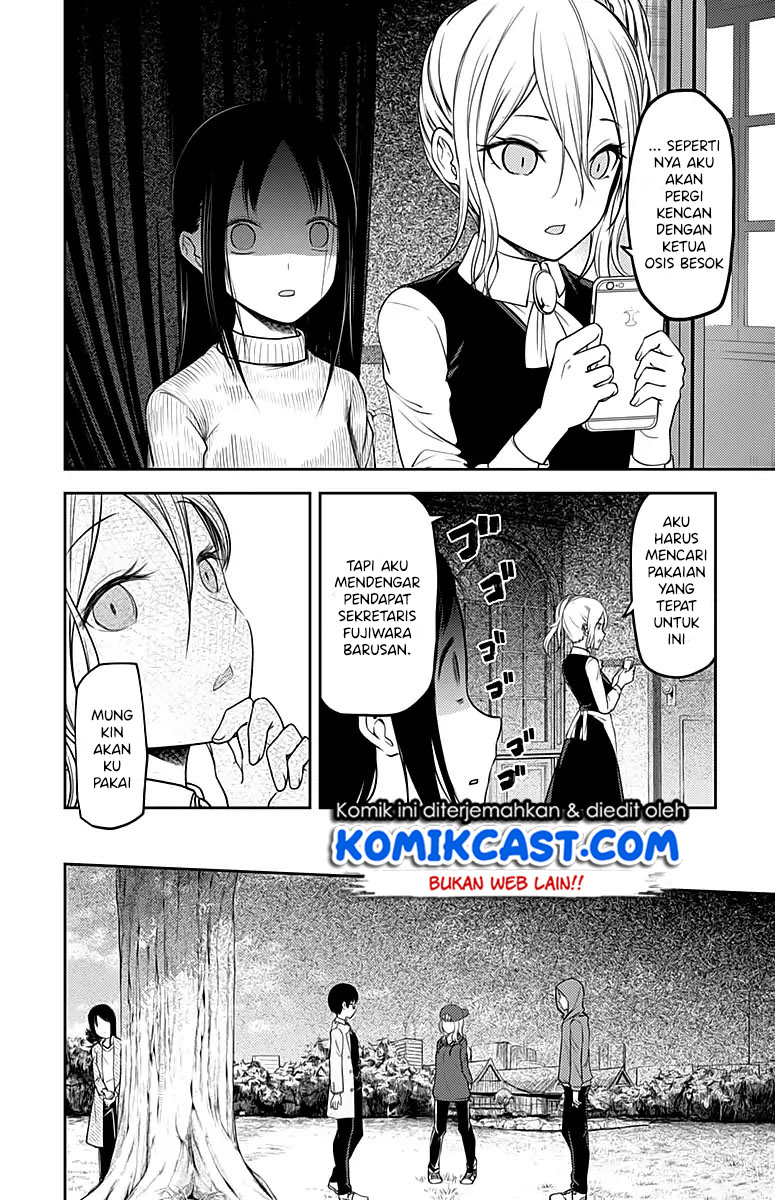 ... SEPERTI
NYA AKU
AKAN
PERGI
KENCAN
DENGAN
KETUA
OSIS BESOK
AKU
HARUS
MENCARI
PAKAIAN
YANG
TEPAT
UNTUK
INI
ゴ
ゴ
ゴ
ゴ
ゴ
TAPI AKU
MENDENGAR
PENDAPAT
SEKRETARIS
FUJIWARA
BARUSAN.
MUNG
KIN
AKAN
KU
PAKAI
Komik ini diterjemahkan & diedit oleh
KOMIKCAST.COM
BUKAN WEB LAIN!!